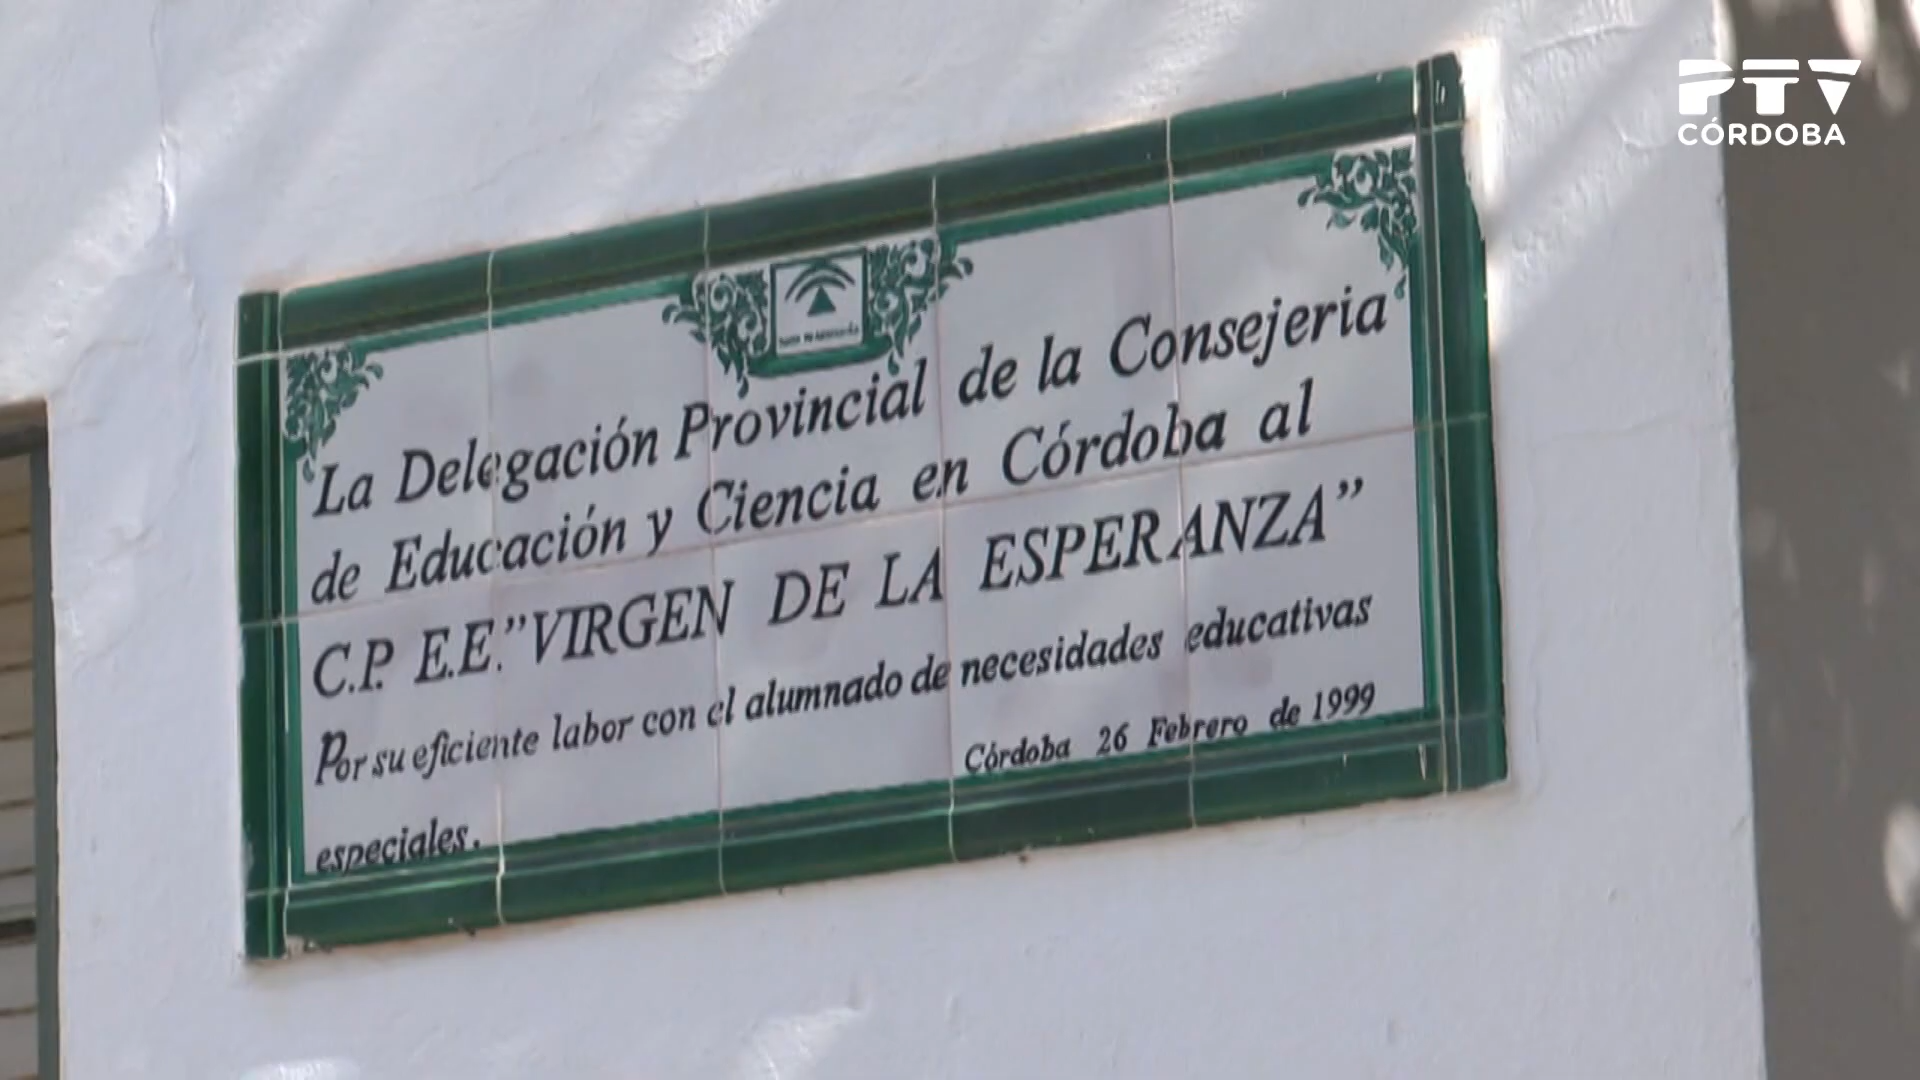 PTV
CÓRDOBA
La Delegación Provincial de la Consejeria
de Educación y Ciencia en Córdoba al
C.P. E.E."VIRGEN DE LA ESPERANZA"
Por su eficiente labor con el alumnado de necesidades educativas
especiales.
Córdoba 26 Febrero de 1999